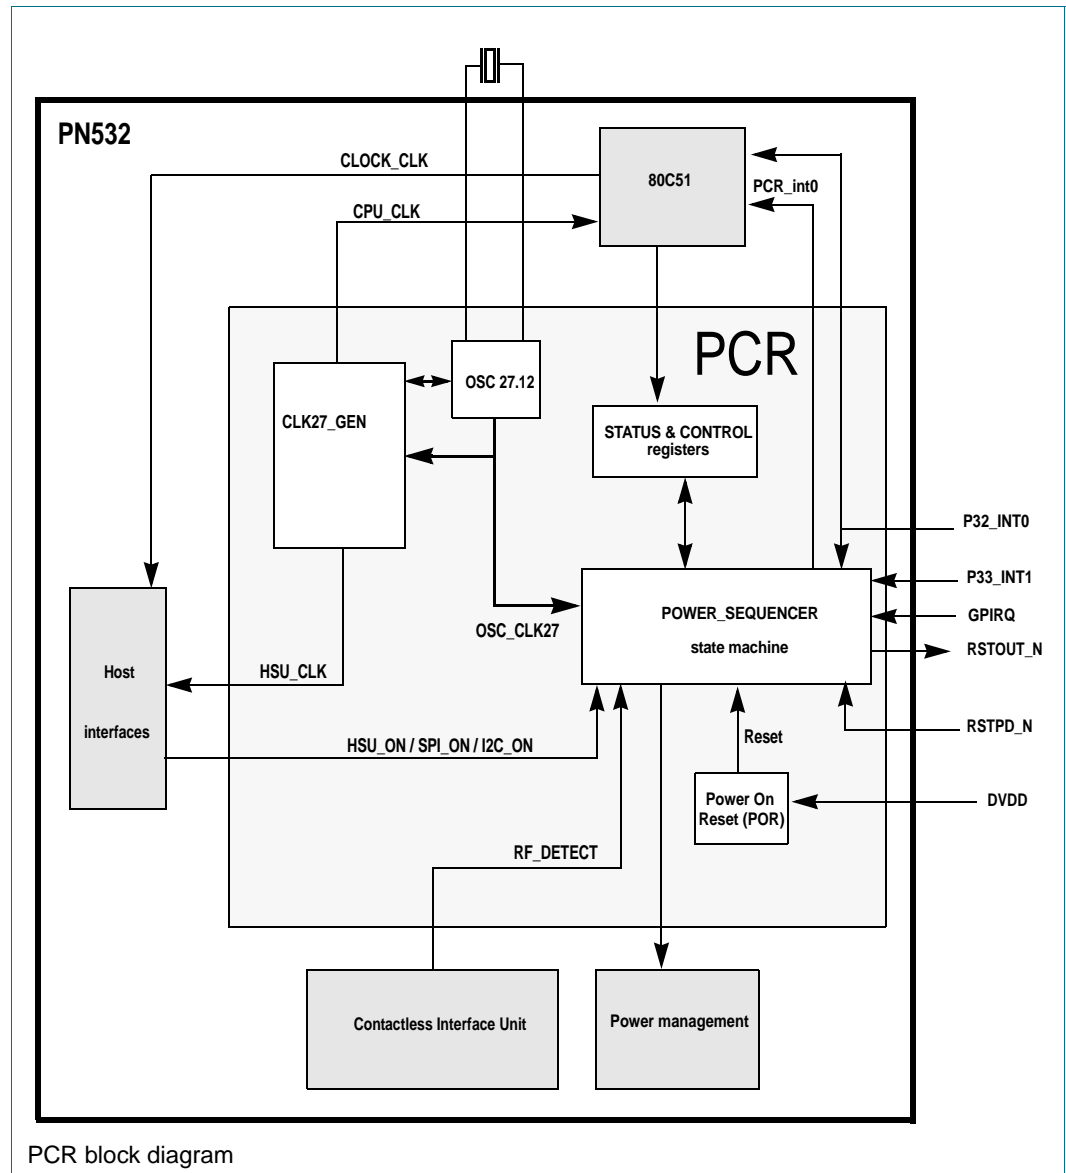 PN532
CLOCK_CLK
80C51
PCR_int0
CPU_CLK
PCR
OSC 27.12
CLK27_GEN
STATUS & CONTROL
registers
P32_INT0
P33_INT1
POWER_SEQUENCER
GPIRQ
OSC_CLK27
state machine
RSTOUT_N
Host
HSU_CLK
interfaces
RSTPD_N
HSU_ON / SPI_ON / I2C_ON
Reset
Power On
Reset (POR)
DVDD
RF_DETECT
Contactless Interface Unit
Power management
PCR block diagram